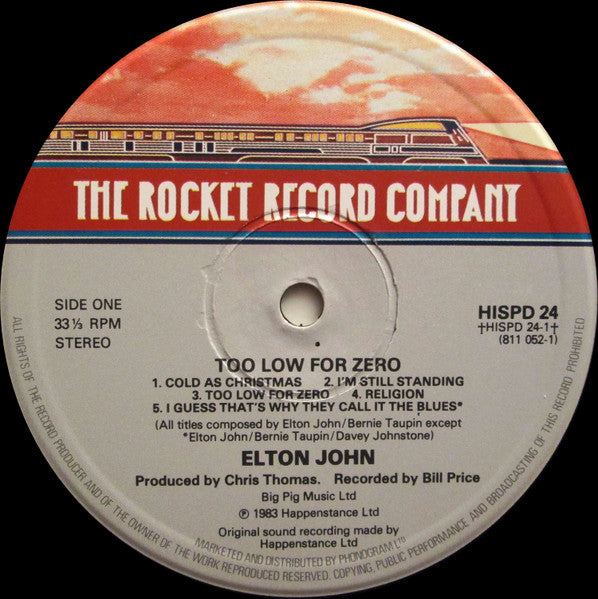 THE ROCKET RECORD COMPANY
SIDE ONE
33⅓ RPM
STEREO
HISPD 24
†HISPD 24-1†
(811 052-1)
TOO LOW FOR ZERO
1. COLD AS CHRISTMAS 2. I'M STILL STANDING
3. TOO LOW FOR ZERO 4. RELIGION
5. I GUESS THAT'S WHY THEY CALL IT THE BLUES*
(All titles composed by Elton John/Bernie Taupin except
*Elton John/Bernie Taupin/Davey Johnstone)
ELTON JOHN
Produced by Chris Thomas. Recorded by Bill Price
Big Pig Music Ltd
℗ 1983 Happenstance Ltd
Original sound recording made by
Happenstance Ltd
MARKETED AND DISTRIBUTED BY PHONOGRAM LTD
ALL RIGHTS OF THE RECORD PRODUCER AND OF THE OWNER OF THE WORK REPRODUCED RESERVED. COPYING, PUBLIC PERFORMANCE AND BROADCASTING OF THIS RECORD PROHIBITED